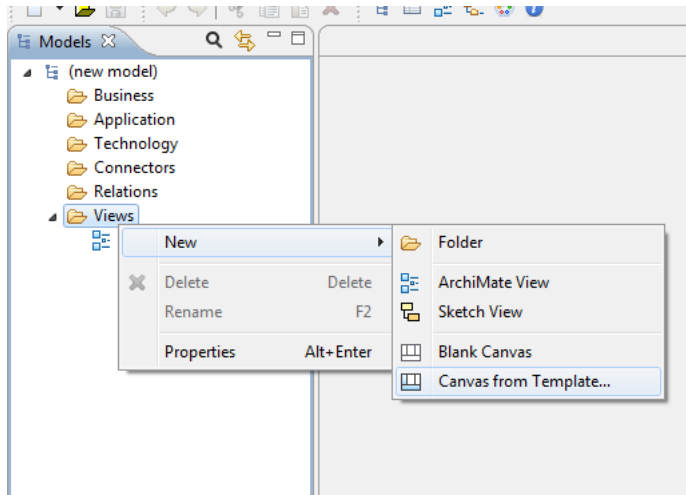 Models
(new model)
Business
Application
Technology
Connectors
Relations
Views
New
Delete Delete
Rename F2
Properties Alt+Enter
Folder
ArchiMate View
Sketch View
Blank Canvas
Canvas from Template...